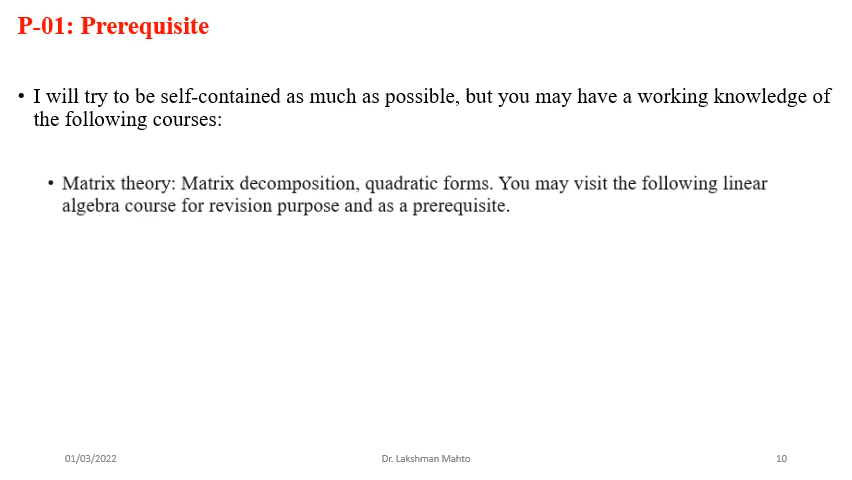 P-01: Prerequisite
• I will try to be self-contained as much as possible, but you may have a working knowledge of
the following courses:
• Matrix theory: Matrix decomposition, quadratic forms. You may visit the following linear
algebra course for revision purpose and as a prerequisite.
01/03/2022 Dr. Lakshman Mahto 10